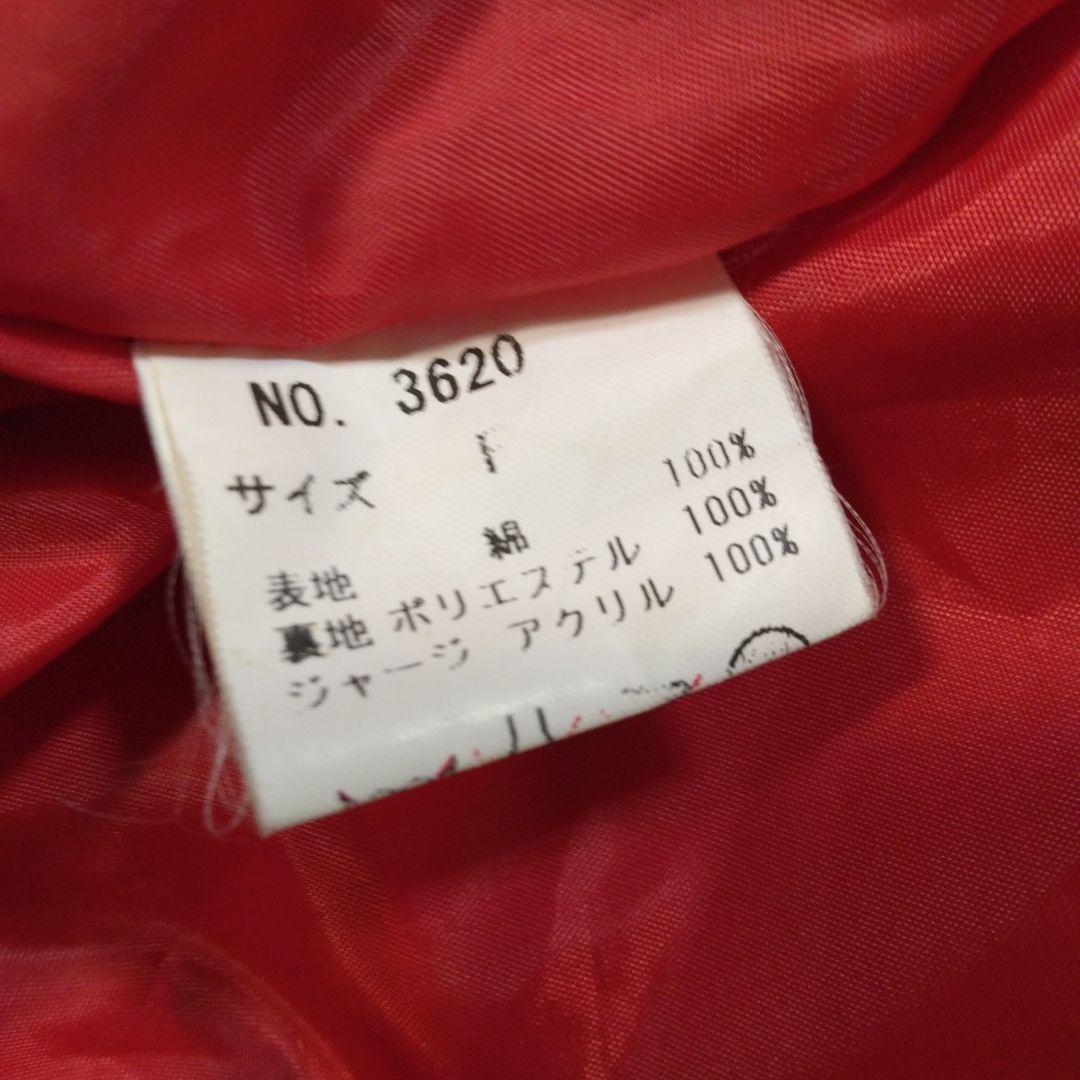 NO. 3620
サイズ F
表地 綿 100%
裏地 ポリエステル 100%
ジャージ アクリル 100%